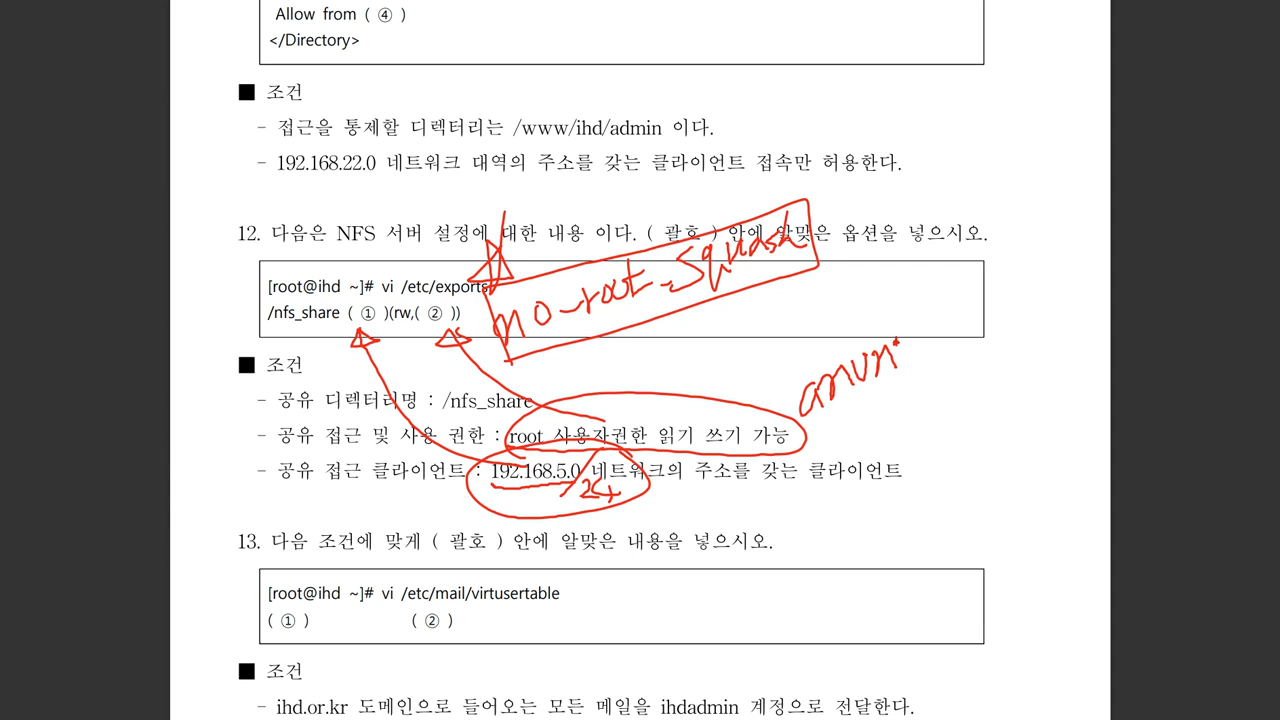 Allow from ( ④ )
</Directory>
■ 조건
- 접근을 통제할 디렉터리는 /www/ihd/admin 이다.
- 192.168.22.0 네트워크 대역의 주소를 갖는 클라이언트 접속만 허용한다.
12. 다음은 NFS 서버 설정에 대한 내용 이다. ( 괄호 ) 안에 알맞은 옵션을 넣으시오.
[root@ihd ~]# vi /etc/exports
/nfs_share ( ① )(rw,( ② ))
no-root-squash
■ 조건
- 공유 디렉터리명 : /nfs_share
- 공유 접근 및 사용 권한 : root 사용자권한 읽기 쓰기 가능
- 공유 접근 클라이언트 : 192.168.5.0 네트워크의 주소를 갖는 클라이언트
/24
13. 다음 조건에 맞게 ( 괄호 ) 안에 알맞은 내용을 넣으시오.
[root@ihd ~]# vi /etc/mail/virtusertable
( ① ) ( ② )
■ 조건
- ihd.or.kr 도메인으로 들어오는 모든 메일을 ihdadmin 계정으로 전달한다.